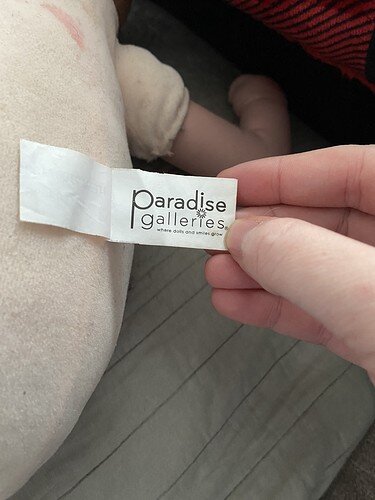 paradise
galleries®
where dolls and smiles grow